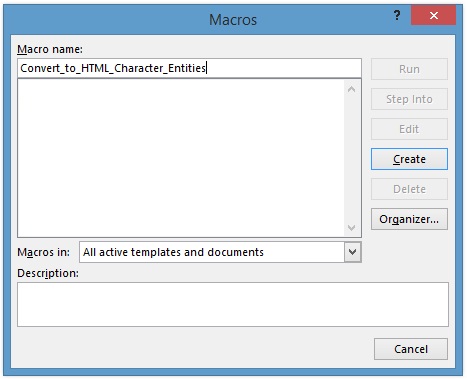 Macros
?
Macro name:
Convert_to_HTML_Character_Entities
Run
Step Into
Edit
Create
Delete
Organizer...
Macros in:
All active templates and documents
Description:
Cancel